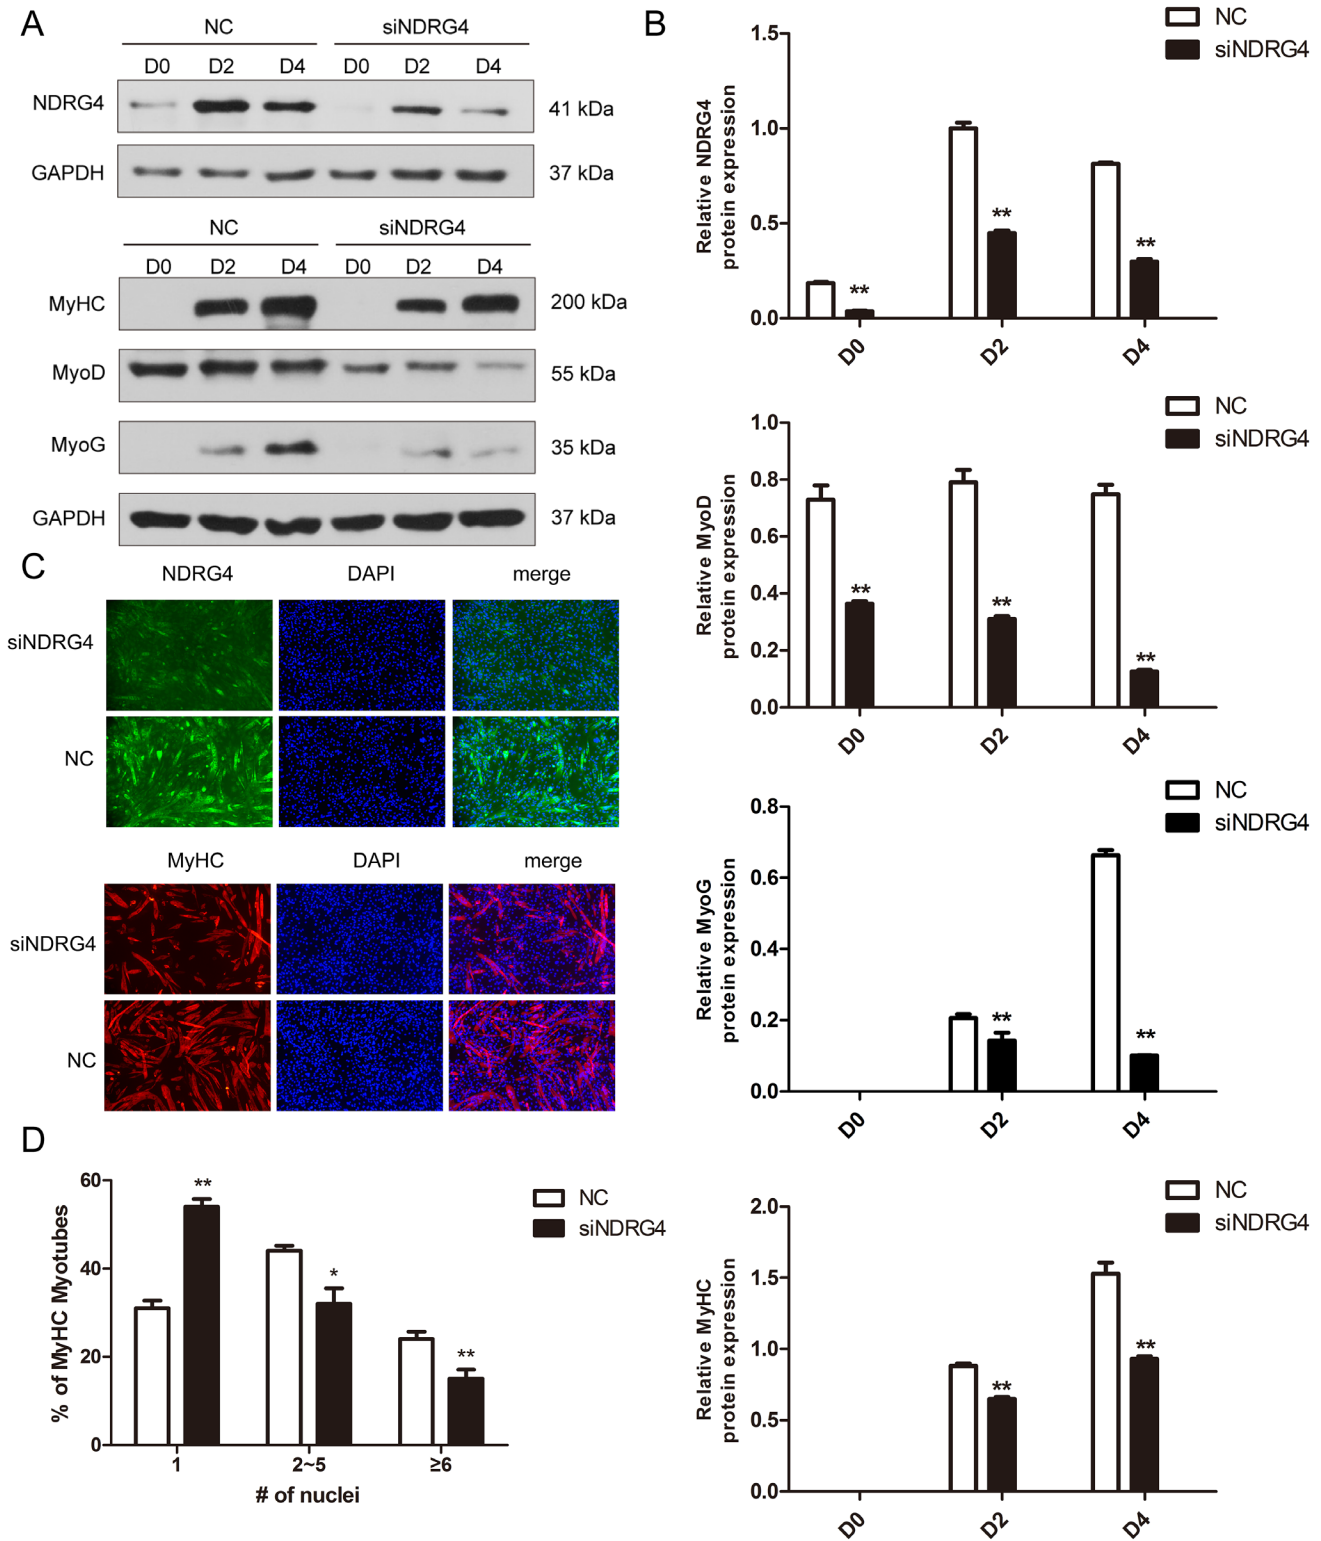 A
NC siNDRG4
D0 D2 D4 D0 D2 D4
NDRG4 41 kDa
GAPDH 37 kDa
NC siNDRG4
D0 D2 D4 D0 D2 D4
MyHC 200 kDa
MyoD 55 kDa
MyoG 35 kDa
GAPDH 37 kDa
B
NC
siNDRG4
Relative NDRG4
protein expression
1.5
1.0
0.5
0.0
**
**
**
D0 D2 D4
NC
siNDRG4
Relative MyoD
protein expression
1.0
0.8
0.6
0.4
0.2
0.0
**
**
**
D0 D2 D4
NC
siNDRG4
Relative MyoG
protein expression
0.8
0.6
0.4
0.2
0.0
**
**
D0 D2 D4
NC
siNDRG4
Relative MyHC
protein expression
2.0
1.5
1.0
0.5
0.0
**
**
D0 D2 D4
C
NDRG4 DAPI merge
siNDRG4
NC
MyHC DAPI merge
siNDRG4
NC
D
NC
siNDRG4
% of MyHC Myotubes
60
40
20
0
**
*
**
1 2~5 ≥6
# of nuclei